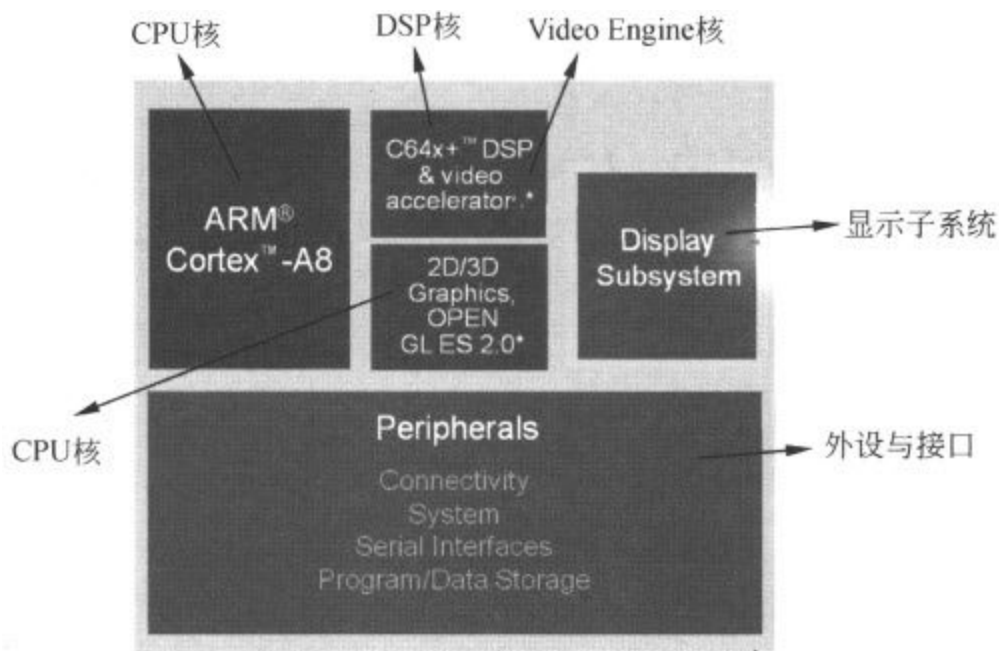 CPU核
DSP核
Video Engine核
C64x+™ DSP
& video
accelerator.*
ARM®
Cortex™-A8
Display
Subsystem
显示子系统
2D/3D
Graphics,
OPEN
GL ES 2.0*
CPU核
Peripherals
外设与接口
Connectivity
System
Serial Interfaces
Program/Data Storage